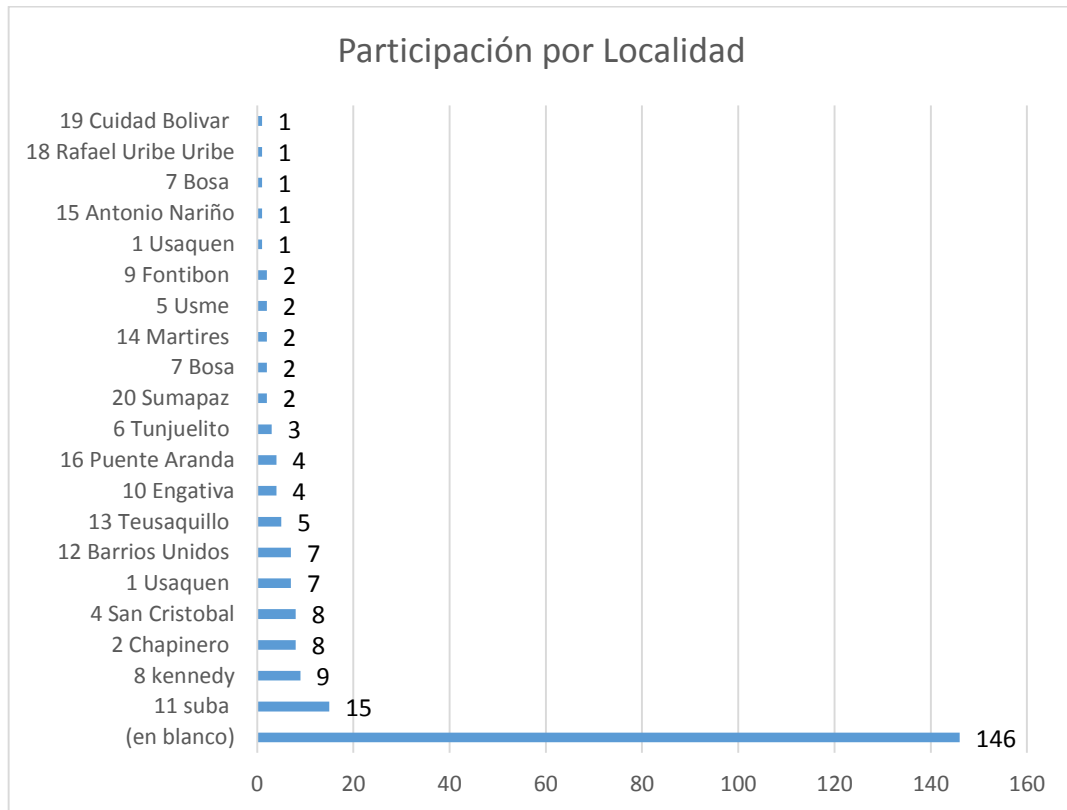 Participación por Localidad
19 Cuidad Bolivar 1
18 Rafael Uribe Uribe 1
7 Bosa 1
15 Antonio Nariño 1
1 Usaquen 1
9 Fontibon 2
5 Usme 2
14 Martires 2
7 Bosa 2
20 Sumapaz 2
6 Tunjuelito 3
16 Puente Aranda 4
10 Engativa 4
13 Teusaquillo 5
12 Barrios Unidos 7
1 Usaquen 7
4 San Cristobal 8
2 Chapinero 8
8 kennedy 9
11 suba 15
(en blanco) 146
0 20 40 60 80 100 120 140 160